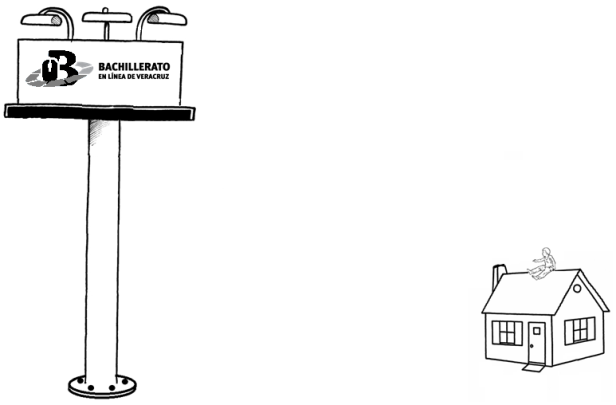 B
BACHILLERATO
EN LÍNEA DE VERACRUZ